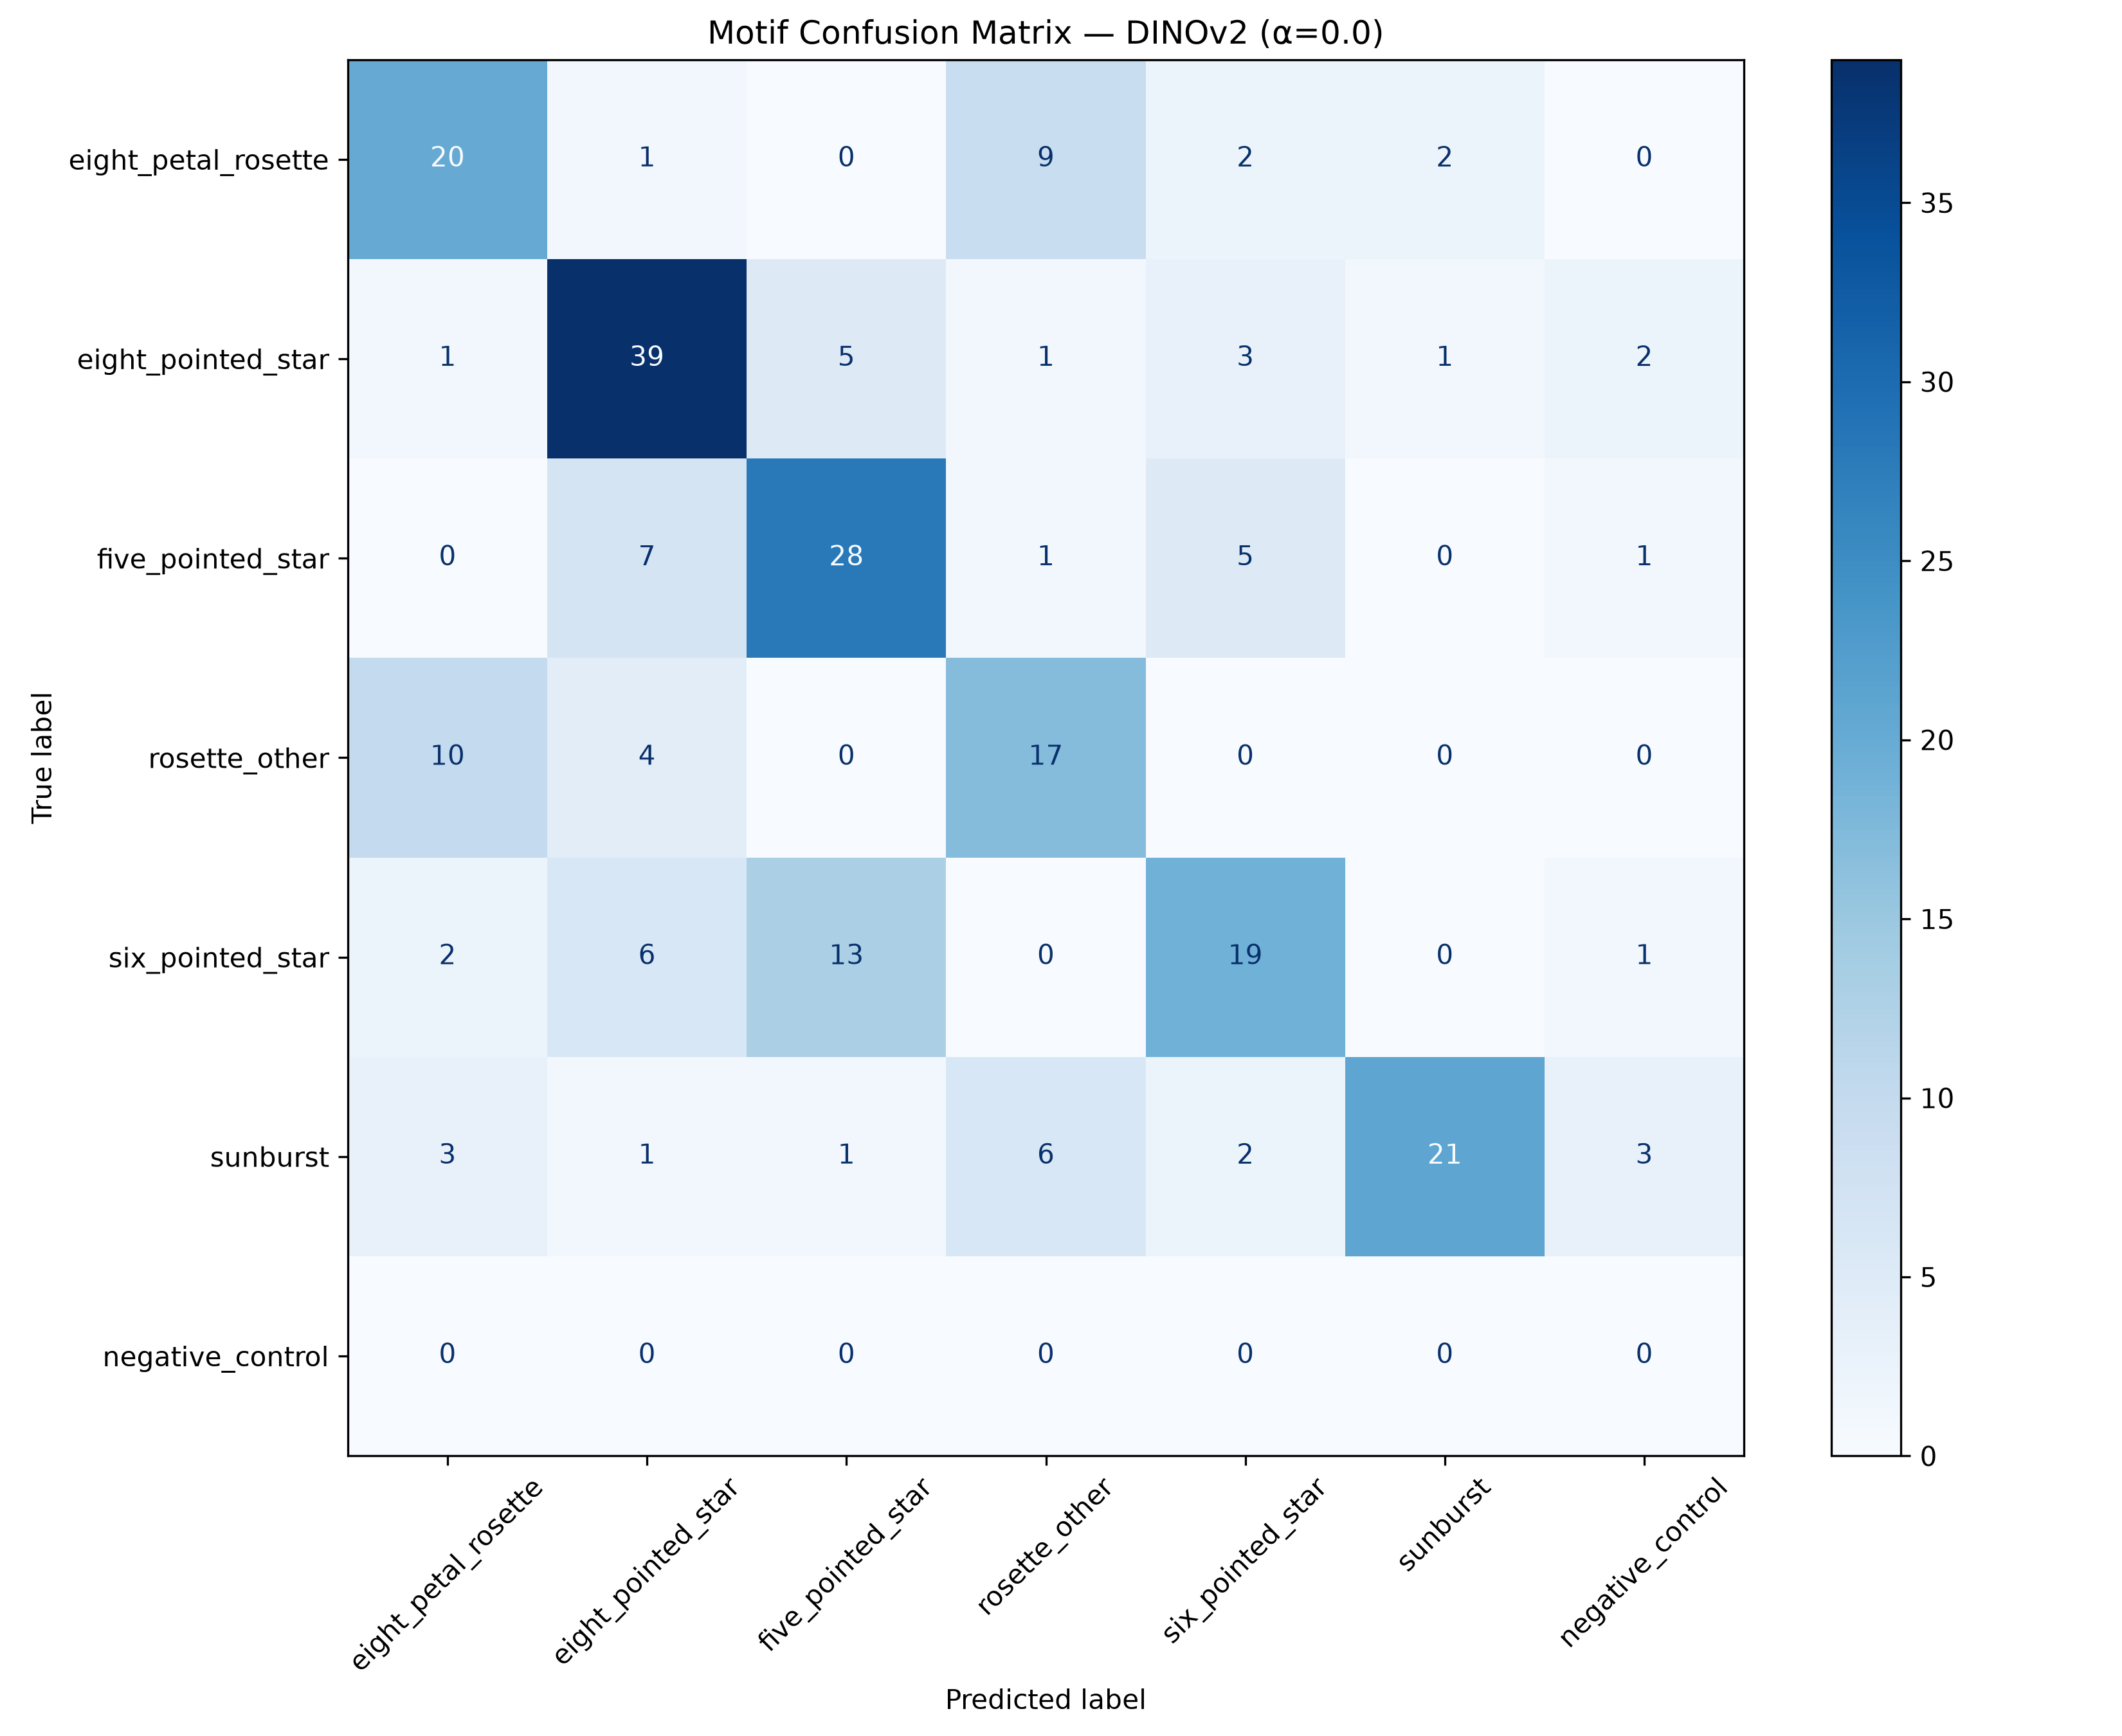 Motif Confusion Matrix — DINOv2 (α=0.0)
True label
eight_petal_rosette 20 1 0 9 2 2 0
eight_pointed_star 1 39 5 1 3 1 2
five_pointed_star 0 7 28 1 5 0 1
rosette_other 10 4 0 17 0 0 0
six_pointed_star 2 6 13 0 19 0 1
sunburst 3 1 1 6 2 21 3
negative_control 0 0 0 0 0 0 0
eight_petal_rosette
eight_pointed_star
five_pointed_star
rosette_other
six_pointed_star
sunburst
negative_control
Predicted label
35
30
25
20
15
10
5
0